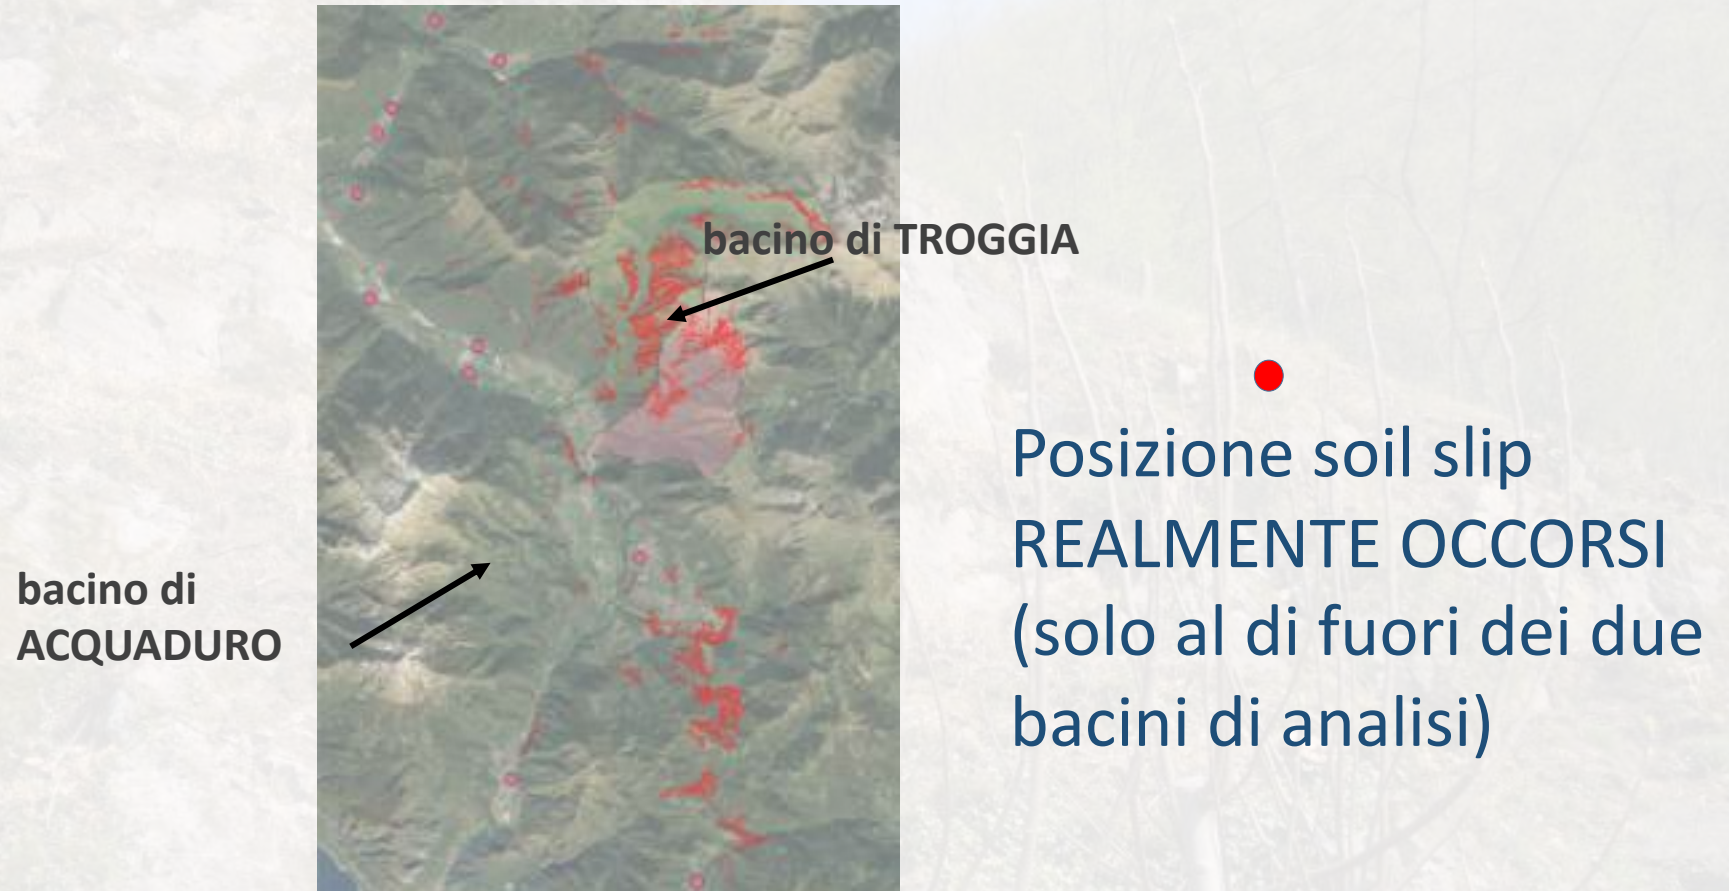 bacino di TROGGIA
bacino di
ACQUADURO
Posizione soil slip
REALMENTE OCCORSI
(solo al di fuori dei due
bacini di analisi)